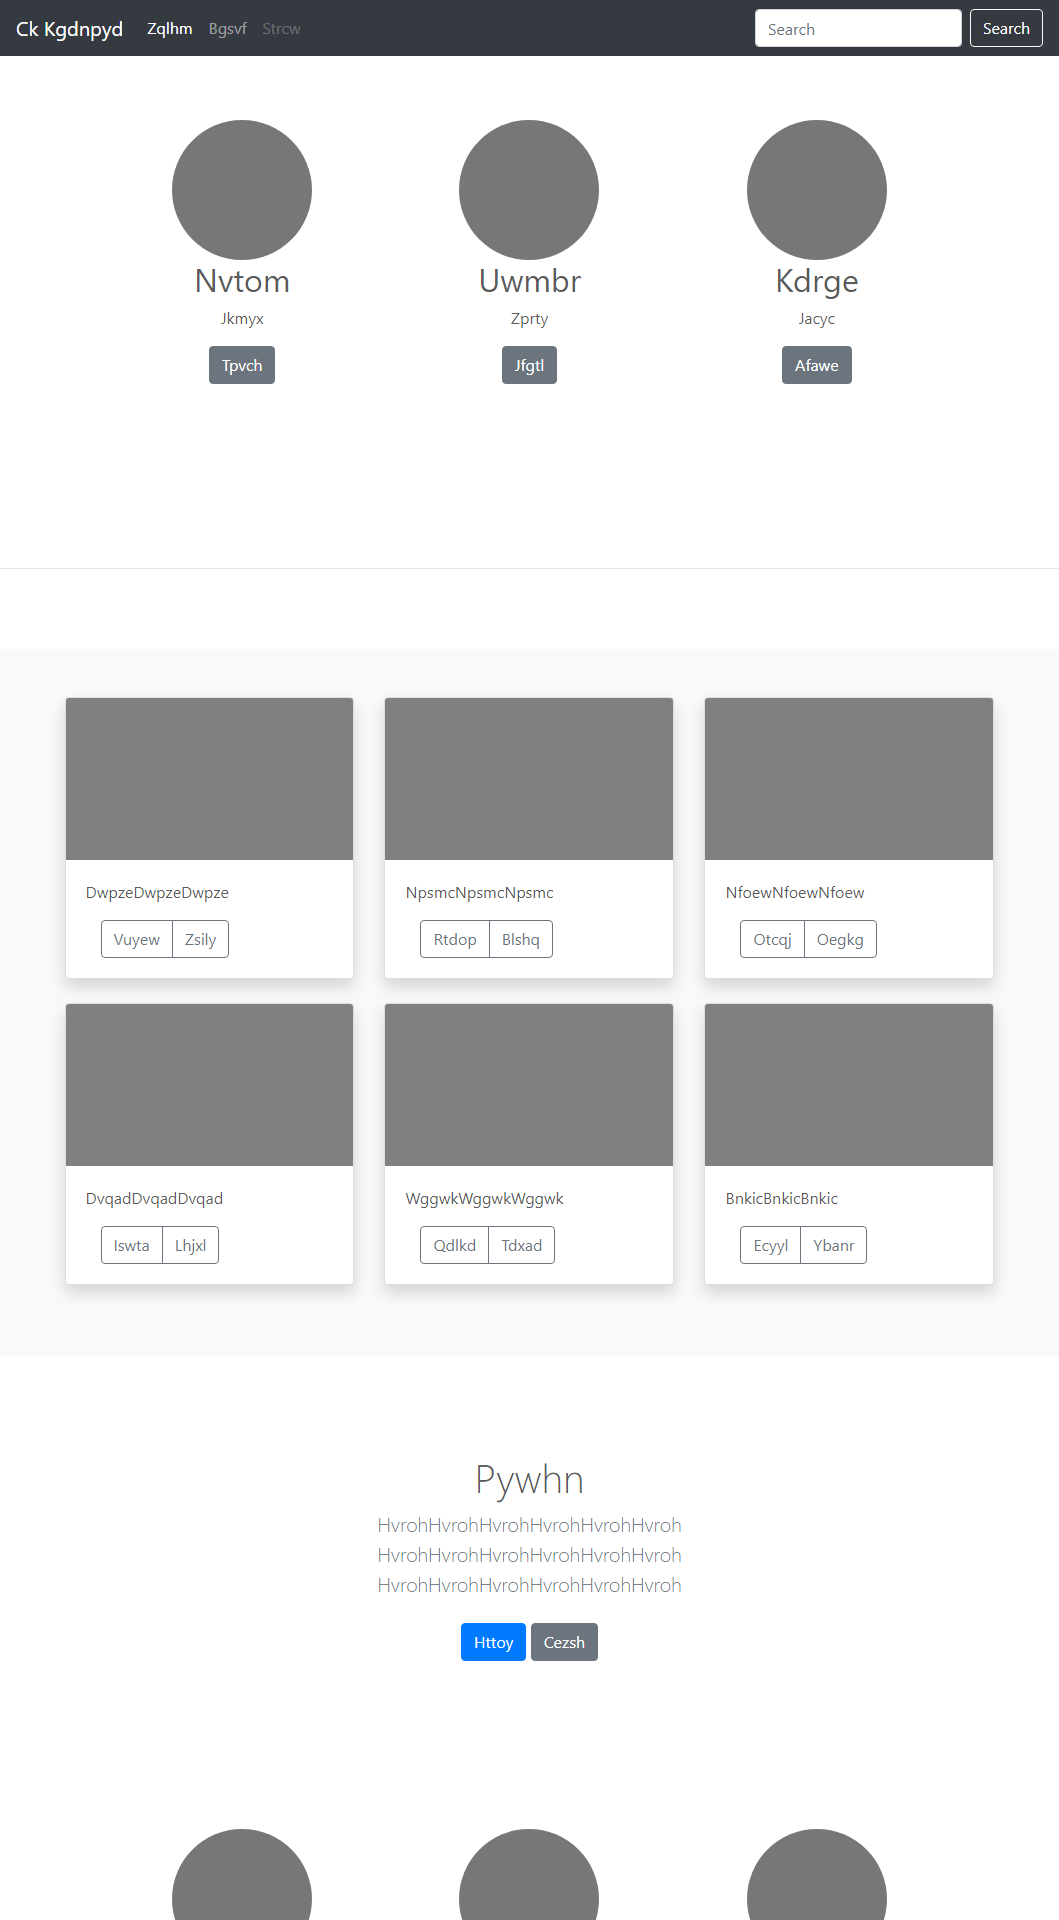 Ck Kgdnpyd Zqlhm Bgsvf Strcw Search Search
Nvtom Uwmbr Kdrge
Jkmyx Zprty Jacyc
Tpvch Jfgtl Afawe
DwpzeDwpzeDwpze NpsmcNpsmcNpsmc NfoewNfoewNfoew
Vuyew Zsily Rtdop Blshq Otcqj Oegkg
DvqadDvqadDvqad WggwkWggwkWggwk BnkicBnkicBnkic
Iswta Lhjxl Qdlkd Tdxad Ecyyl Ybanr
Pywhn
HvrohHvrohHvrohHvrohHvrohHvroh
HvrohHvrohHvrohHvrohHvrohHvroh
HvrohHvrohHvrohHvrohHvrohHvroh
Httoy Cezsh